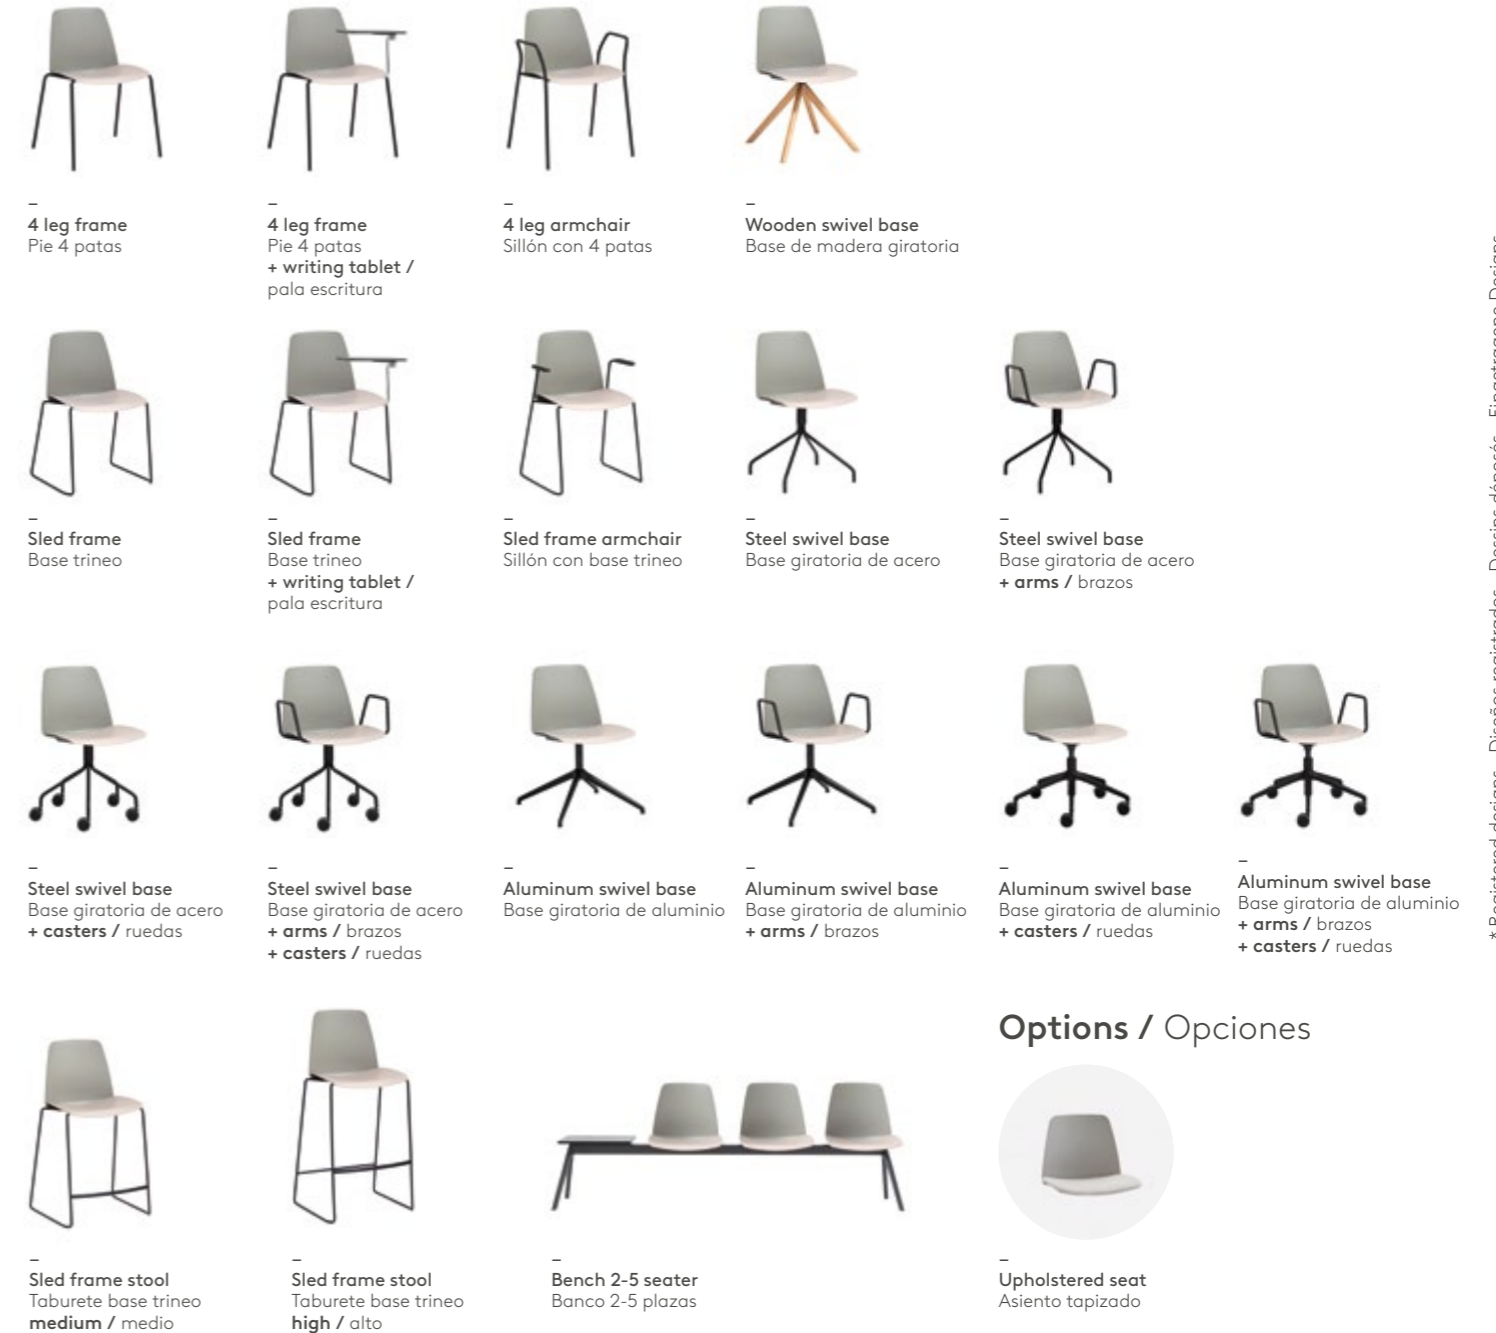 –
4 leg frame
Pie 4 patas
–
4 leg frame
Pie 4 patas
+ writing tablet /
pala escritura
–
4 leg armchair
Sillón con 4 patas
–
Wooden swivel base
Base de madera giratoria
–
Sled frame
Base trineo
–
Sled frame
Base trineo
+ writing tablet /
pala escritura
–
Sled frame armchair
Sillón con base trineo
–
Steel swivel base
Base giratoria de acero
–
Steel swivel base
Base giratoria de acero
+ arms / brazos
–
Steel swivel base
Base giratoria de acero
+ casters / ruedas
–
Steel swivel base
Base giratoria de acero
+ arms / brazos
+ casters / ruedas
–
Aluminum swivel base
Base giratoria de aluminio
–
Aluminum swivel base
Base giratoria de aluminio
+ arms / brazos
–
Aluminum swivel base
Base giratoria de aluminio
+ casters / ruedas
–
Aluminum swivel base
Base giratoria de aluminio
+ arms / brazos
+ casters / ruedas
–
Sled frame stool
Taburete base trineo
medium / medio
–
Sled frame stool
Taburete base trineo
high / alto
–
Bench 2-5 seater
Banco 2-5 plazas
Options / Opciones
–
Upholstered seat
Asiento tapizado